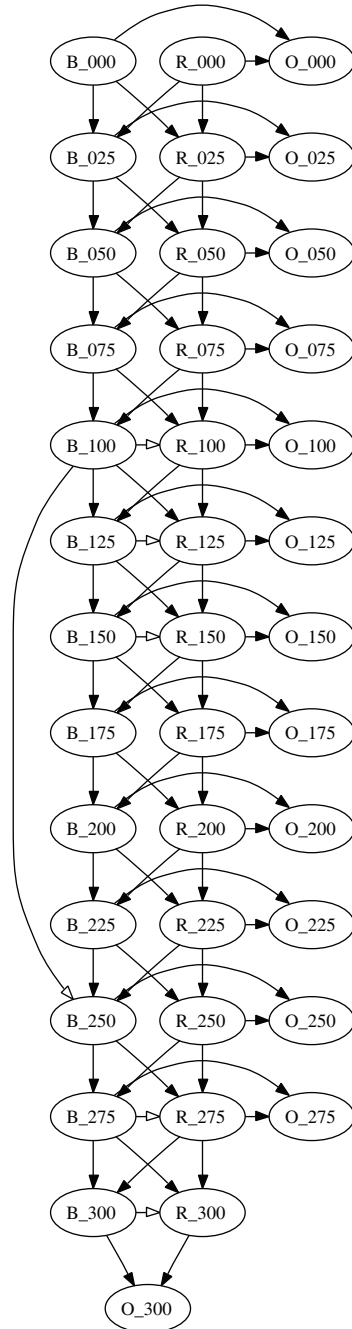 B_000 R_000 O_000
B_025 R_025 O_025
B_050 R_050 O_050
B_075 R_075 O_075
B_100 R_100 O_100
B_125 R_125 O_125
B_150 R_150 O_150
B_175 R_175 O_175
B_200 R_200 O_200
B_225 R_225 O_225
B_250 R_250 O_250
B_275 R_275 O_275
B_300 R_300
O_300